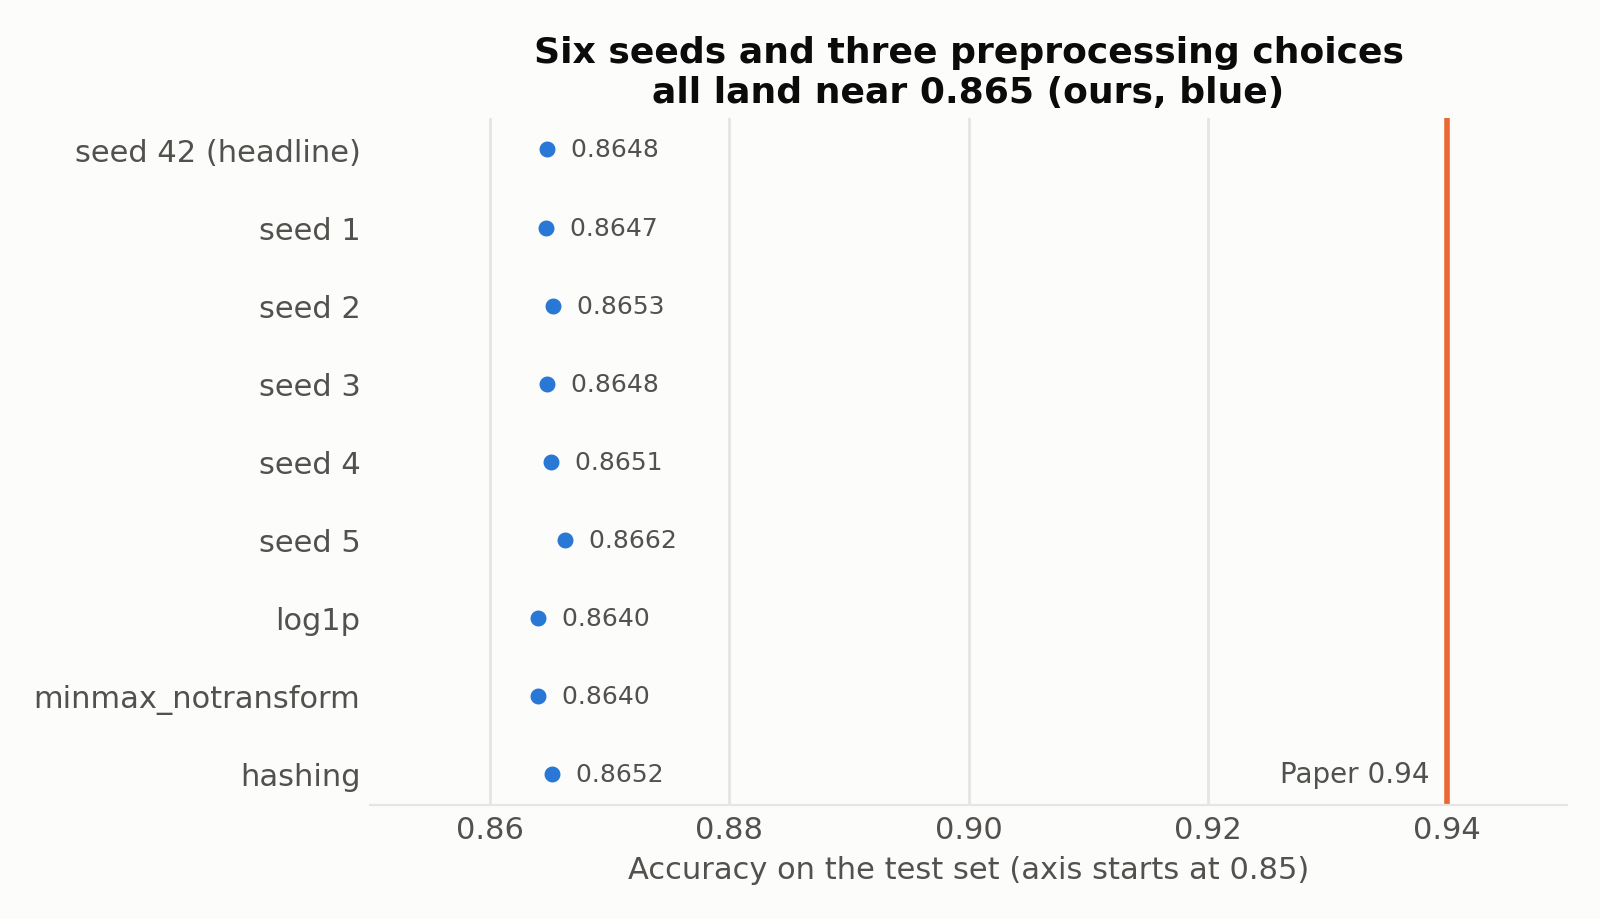 Six seeds and three preprocessing choices
all land near 0.865 (ours, blue)
seed 42 (headline) 0.8648
seed 1 0.8647
seed 2 0.8653
seed 3 0.8648
seed 4 0.8651
seed 5 0.8662
log1p 0.8640
minmax_notransform 0.8640
hashing 0.8652 Paper 0.94
0.86 0.88 0.90 0.92 0.94
Accuracy on the test set (axis starts at 0.85)